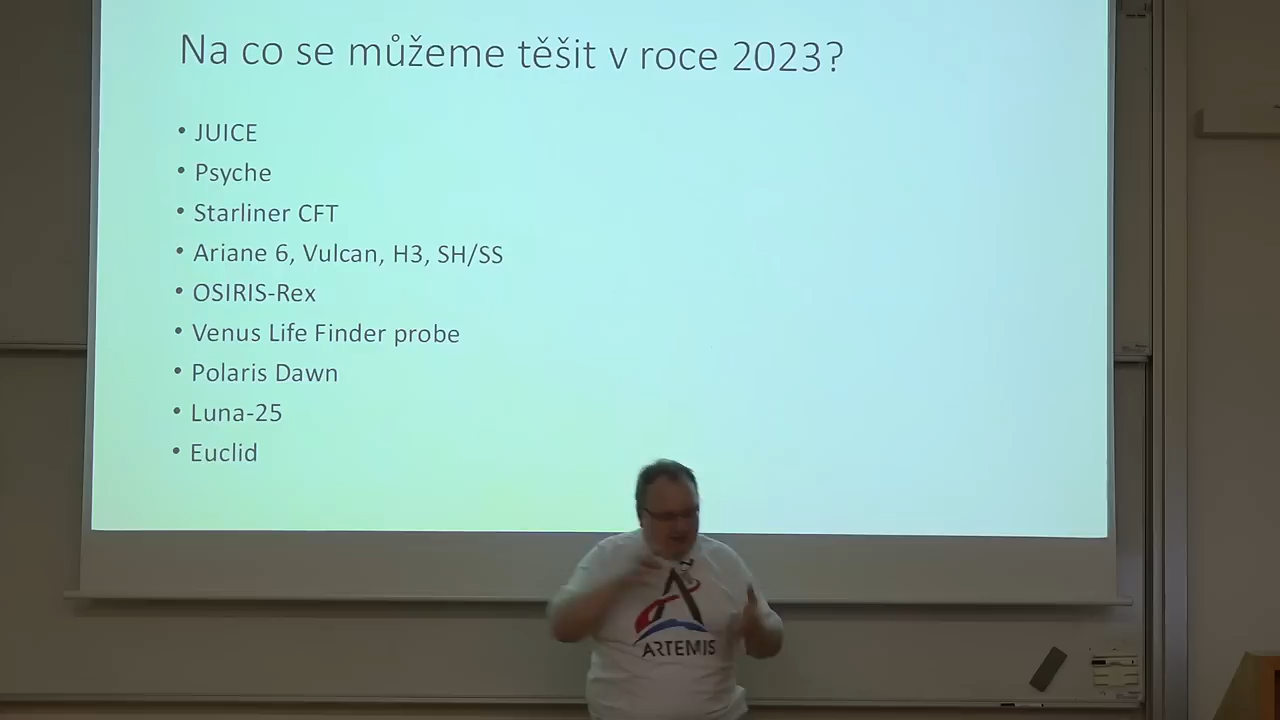 Na co se můžeme těšit v roce 2023?
• JUICE
• Psyche
• Starliner CFT
• Ariane 6, Vulcan, H3, SH/SS
• OSIRIS-Rex
• Venus Life Finder probe
• Polaris Dawn
• Luna-25
• Euclid
ARTEMIS